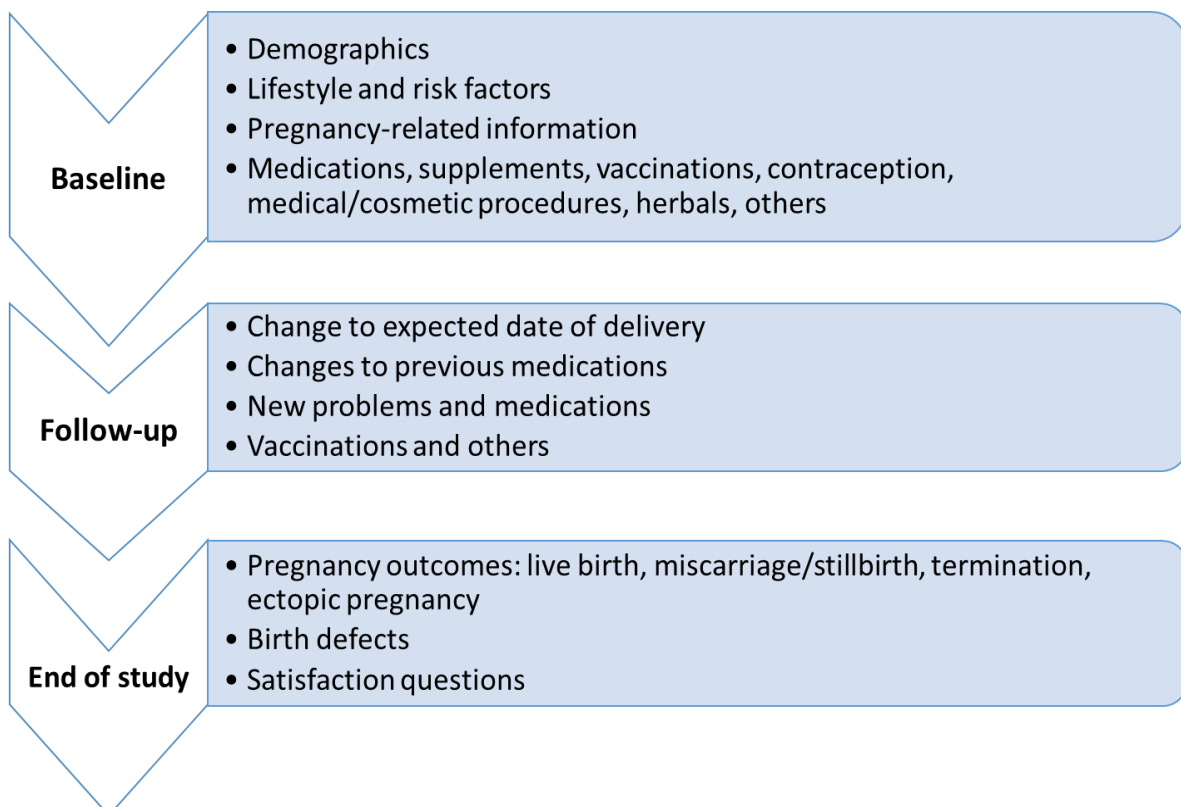 Baseline
• Demographics
• Lifestyle and risk factors
• Pregnancy-related information
• Medications, supplements, vaccinations, contraception,
medical/cosmetic procedures, herbals, others
Follow-up
• Change to expected date of delivery
• Changes to previous medications
• New problems and medications
• Vaccinations and others
End of study
• Pregnancy outcomes: live birth, miscarriage/stillbirth, termination,
ectopic pregnancy
• Birth defects
• Satisfaction questions